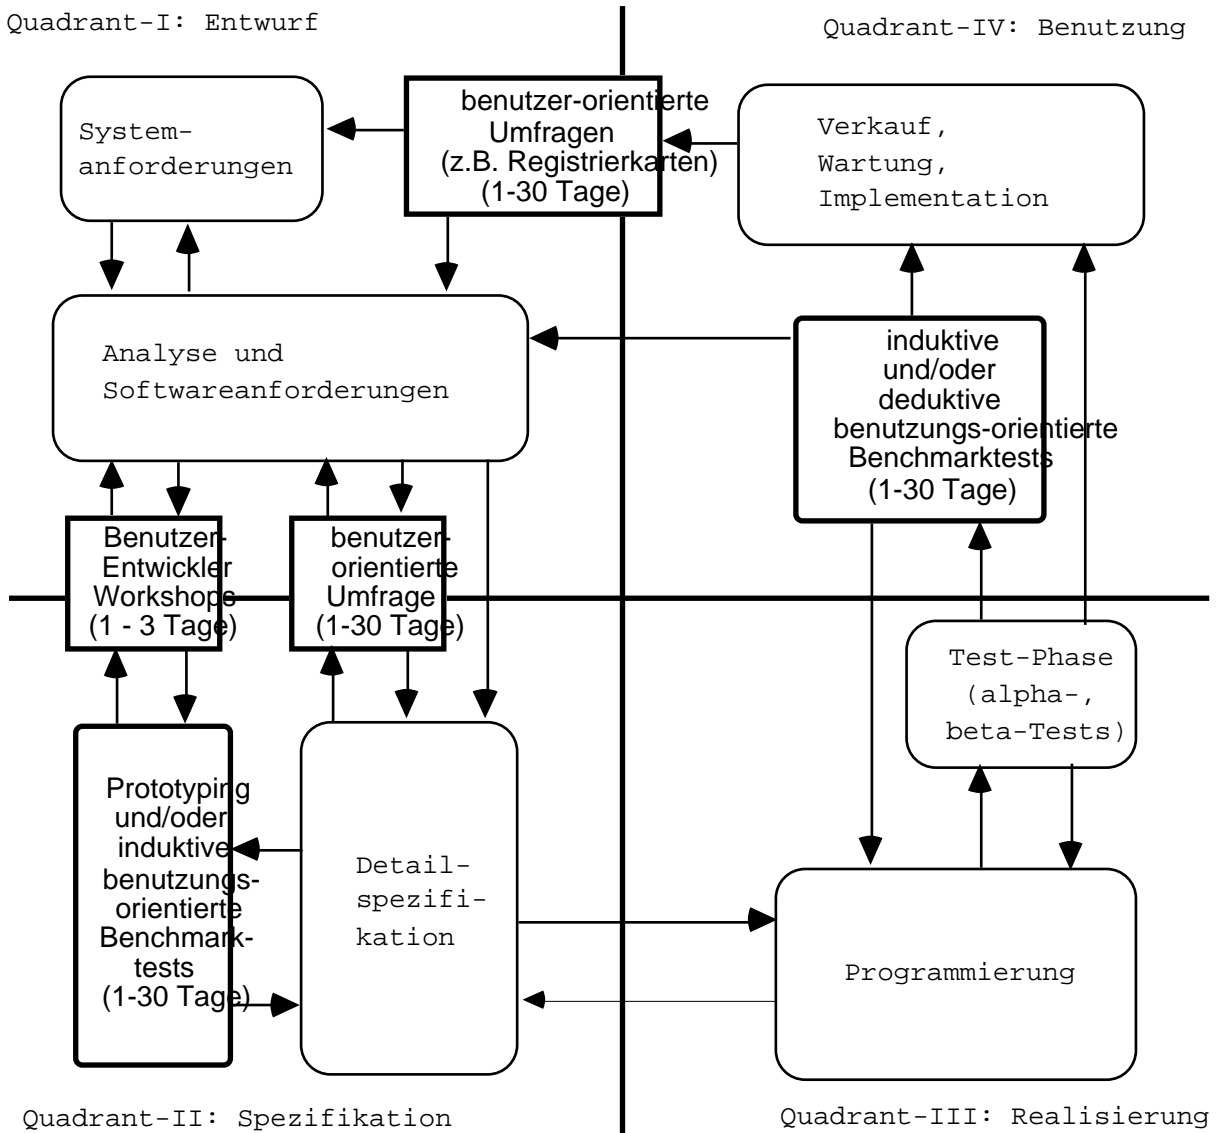 Quadrant-I: Entwurf
Quadrant-IV: Benutzung
System-
anforderungen
benutzer-orientierte
Umfragen
(z.B. Registrierkarten)
(1-30 Tage)
Verkauf,
Wartung,
Implementation
Analyse und
Softwareanforderungen
induktive
und/oder
deduktive
benutzungs-orientierte
Benchmarktests
(1-30 Tage)
Benutzer-
Entwickler
Workshops
(1 - 3 Tage)
benutzer-
orientierte
Umfrage
(1-30 Tage)
Test-Phase
(alpha-,
beta-Tests)
Prototyping
und/oder
induktive
benutzungs-
orientierte
Benchmark-
tests
(1-30 Tage)
Detail-
spezifi-
kation
Programmierung
Quadrant-II: Spezifikation
Quadrant-III: Realisierung